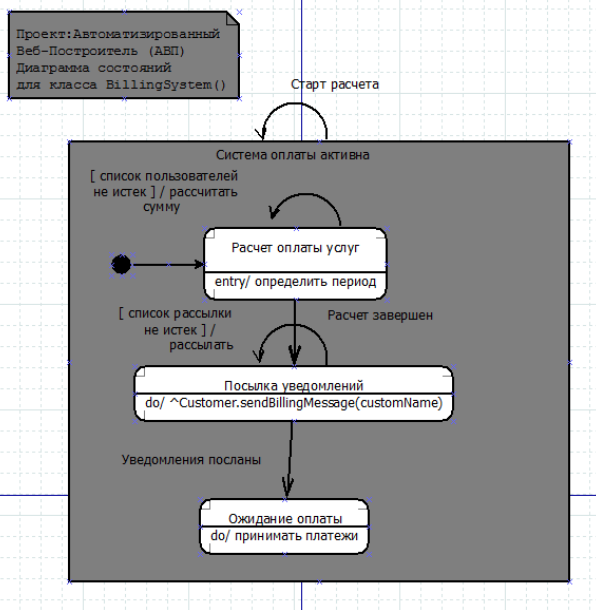 Проект:Автоматизированный
Веб-Построитель (АВП)
Диаграмма состояний
для класса BillingSystem()
Старт расчета
Система оплаты активна
[ список пользователей
не истек ] / рассчитать
сумму
Расчет оплаты услуг
entry/ определить период
[ список рассылки
не истек ] /
рассылать
Расчет завершен
Посылка уведомлений
do/ ^Customer.sendBillingMessage(customName)
Уведомления посланы
Ожидание оплаты
do/ принимать платежи